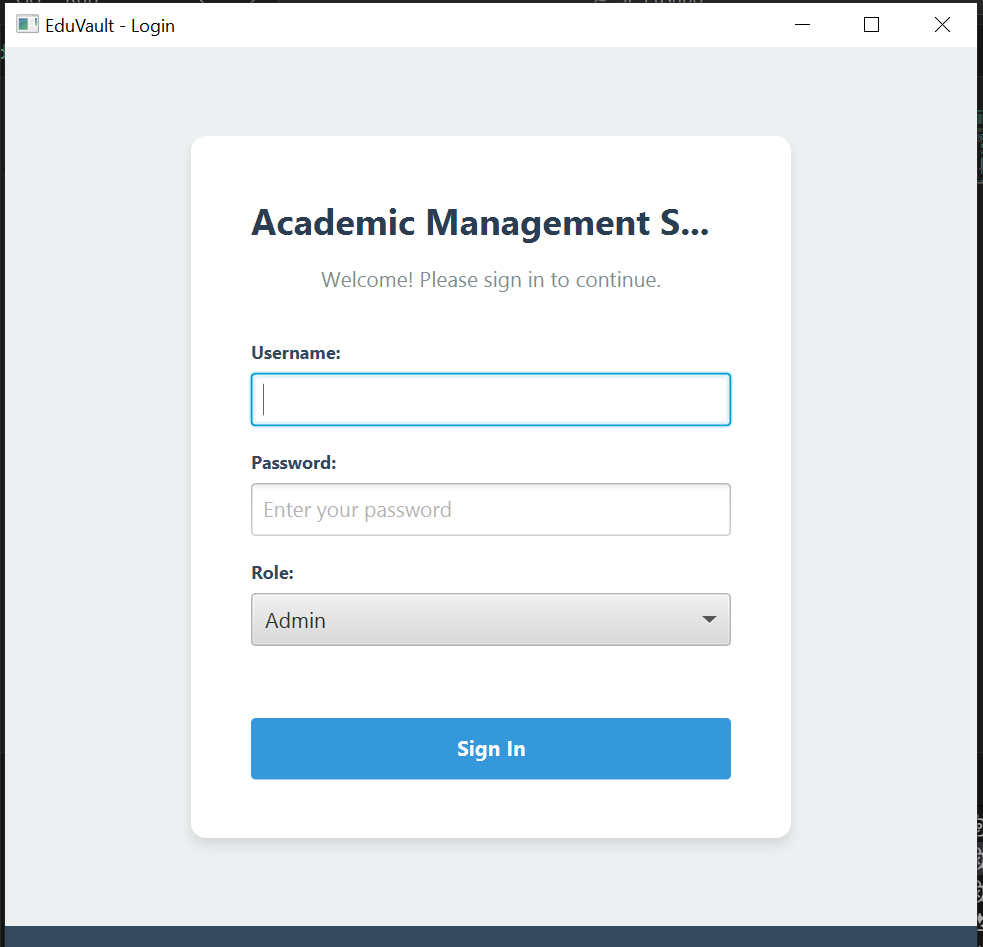 EduVault - Login
Academic Management S...
Welcome! Please sign in to continue.
Username:
Password:
Enter your password
Role:
Admin
Sign In